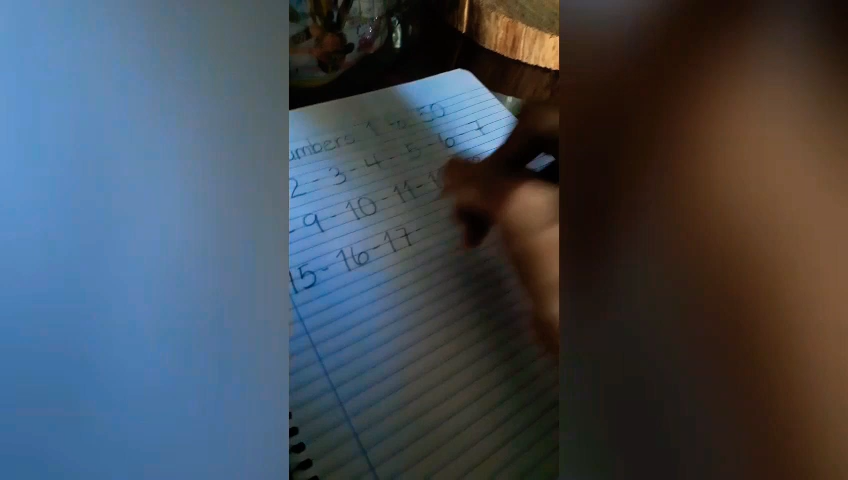 umbers 1 to 50
2 - 3 - 4 - 5 - 6 - 7
- 9 - 10 - 11 -
15 - 16 - 17 -